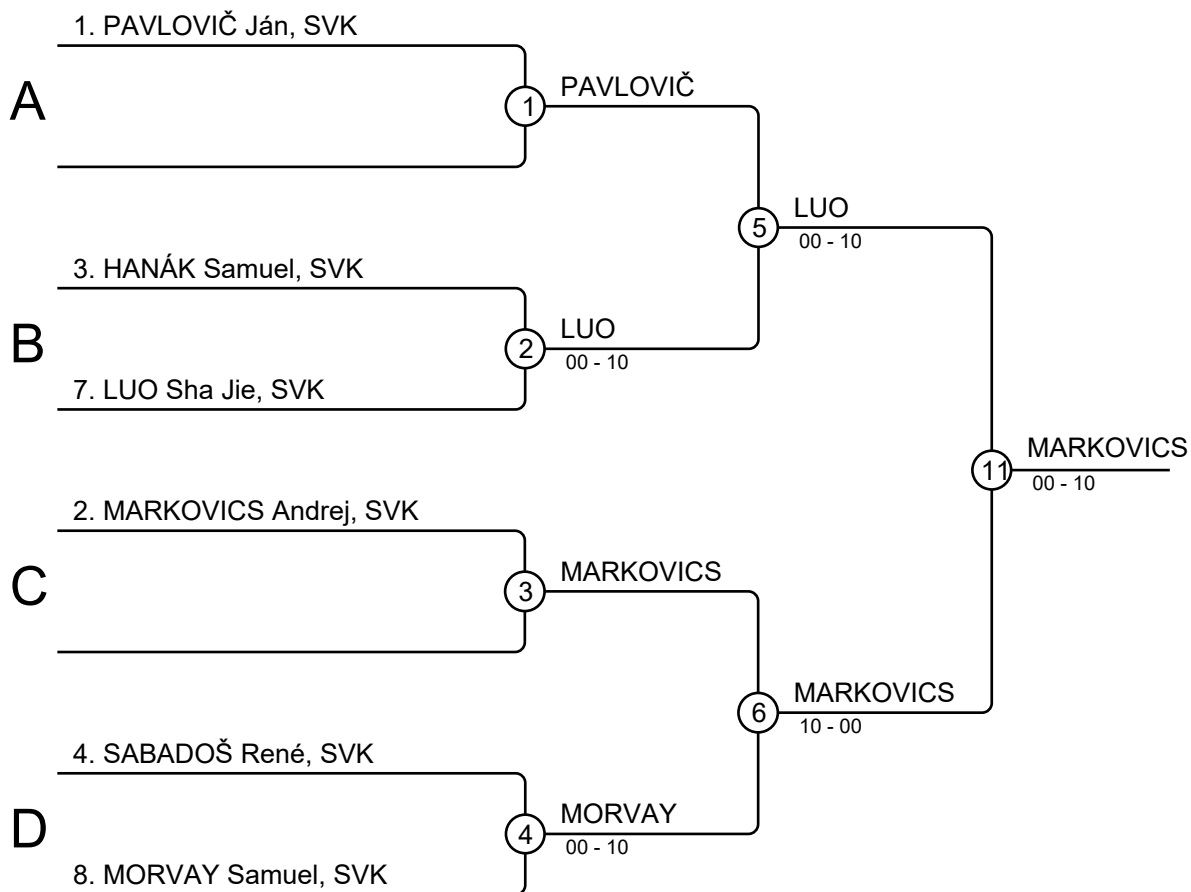 1. PAVLOVIČ Ján, SVK
A
1
PAVLOVIČ
5
LUO
00 - 10
3. HANÁK Samuel, SVK
B
2
LUO
00 - 10
7. LUO Sha Jie, SVK
11
MARKOVICS
00 - 10
2. MARKOVICS Andrej, SVK
C
3
MARKOVICS
6
MARKOVICS
10 - 00
4. SABADOŠ René, SVK
D
4
MORVAY
00 - 10
8. MORVAY Samuel, SVK